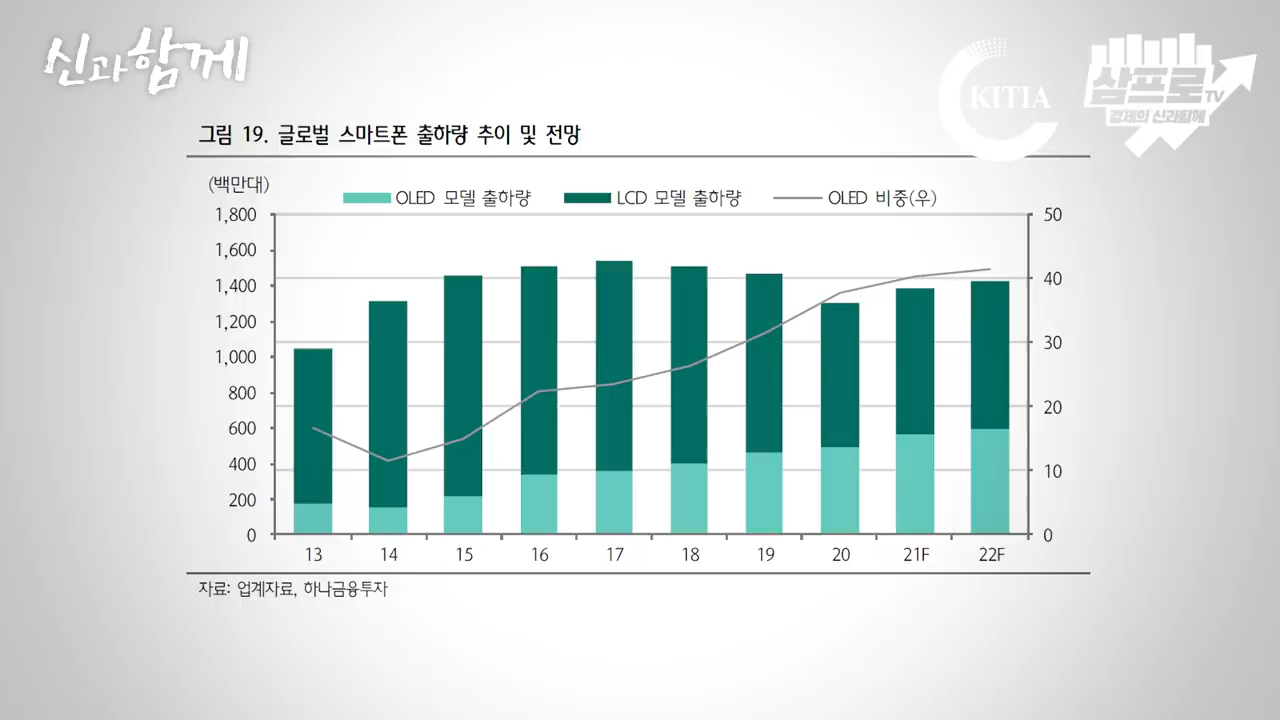 신과함께
KITIA
삼프로TV
경제의 신과함께
그림 19. 글로벌 스마트폰 출하량 추이 및 전망
(백만대)
OLED 모델 출하량 LCD 모델 출하량 OLED 비중(우)
1,800 50
1,600
1,400 40
1,200
1,000 30
800
600 20
400
200 10
0 0
13 14 15 16 17 18 19 20 21F 22F
자료: 업계자료, 하나금융투자